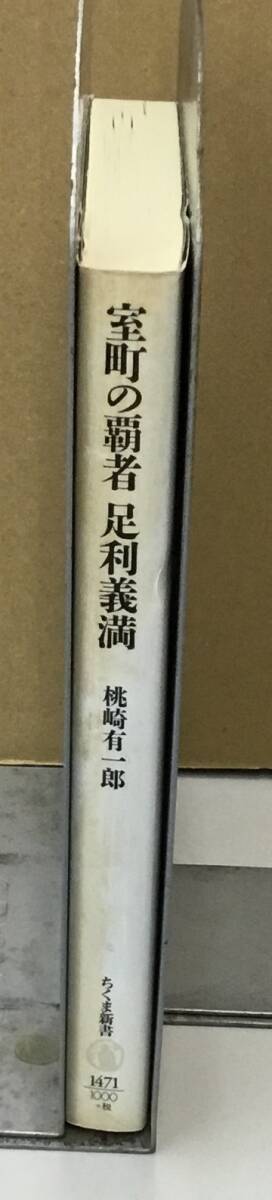 室町の覇者 足利義満
桃崎有一郎
ちくま新書
1471
1000
+税